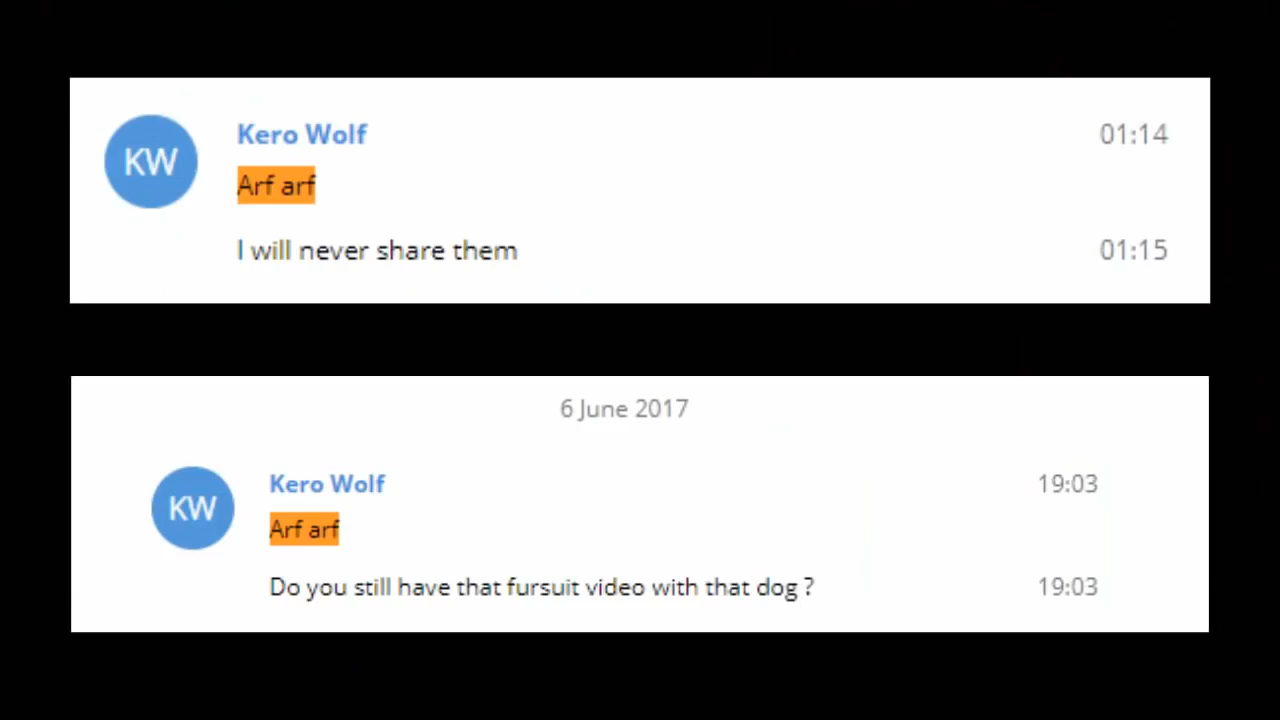 KW
Kero Wolf 01:14
Arf arf
I will never share them 01:15
6 June 2017
KW
Kero Wolf 19:03
Arf arf
Do you still have that fursuit video with that dog ? 19:03